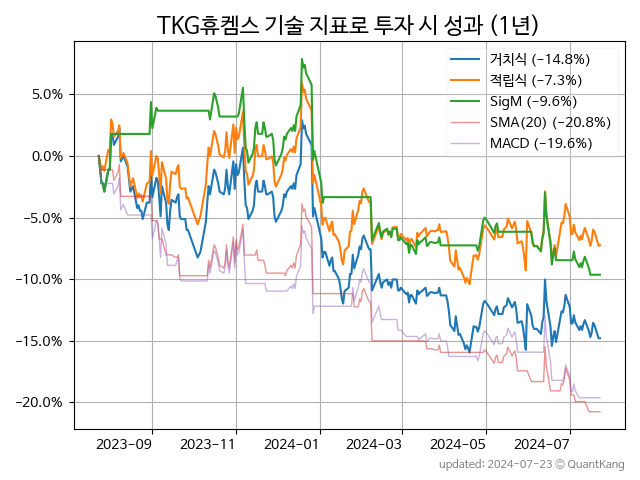 TKG휴켐스 기술 지표로 투자 시 성과 (1년)
거치식 (−14.8%)
적립식 (−7.3%)
SigM (−9.6%)
SMA(20) (−20.8%)
MACD (−19.6%)
5.0%
0.0%
−5.0%
−10.0%
−15.0%
−20.0%
2023-09 2023-11 2024-01 2024-03 2024-05 2024-07
updated: 2024-07-23 © QuantKang